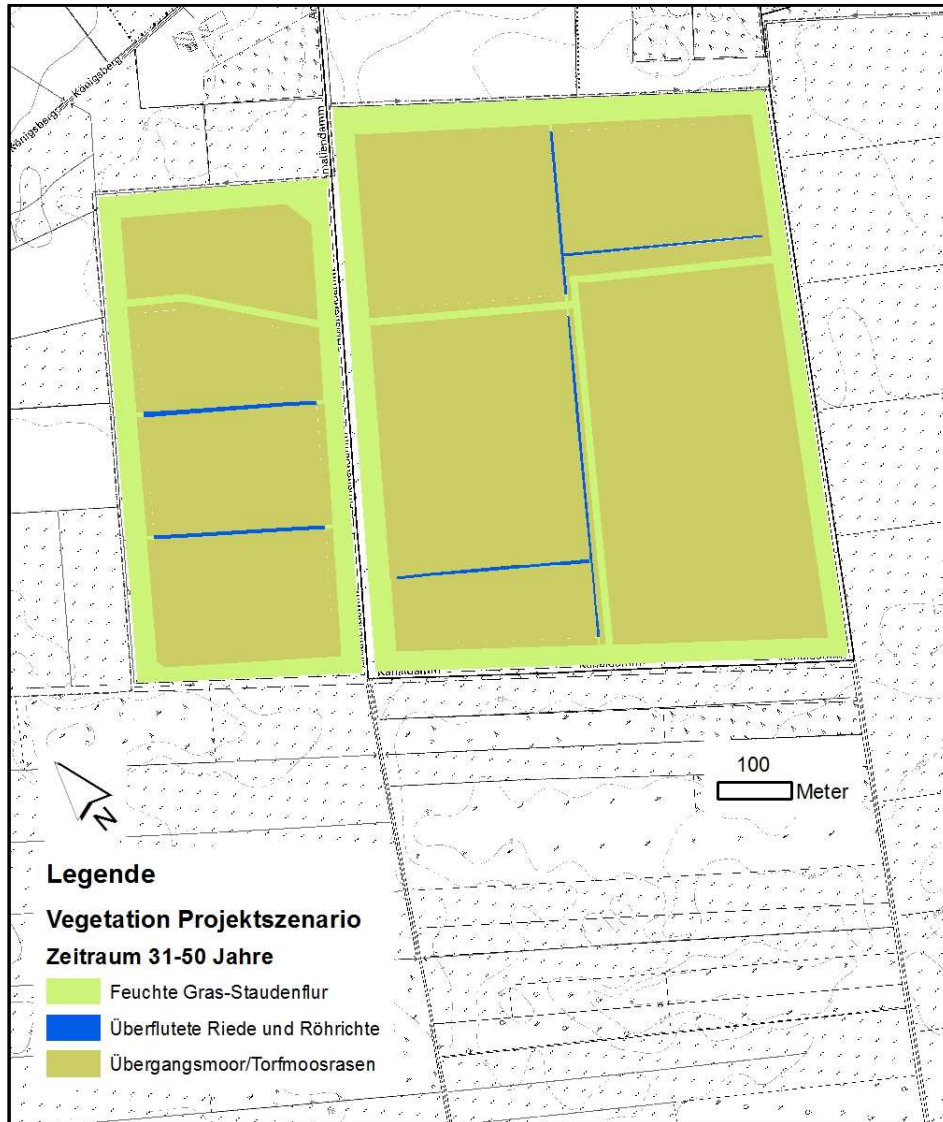 Königsberg
Königsberg
Kanaldamm
100
Meter
N
Legende
Vegetation Projektszenario
Zeitraum 31-50 Jahre
Feuchte Gras-Staudenflur
Überflutete Riede und Röhrichte
Übergangsmoor/Torfmoosrasen